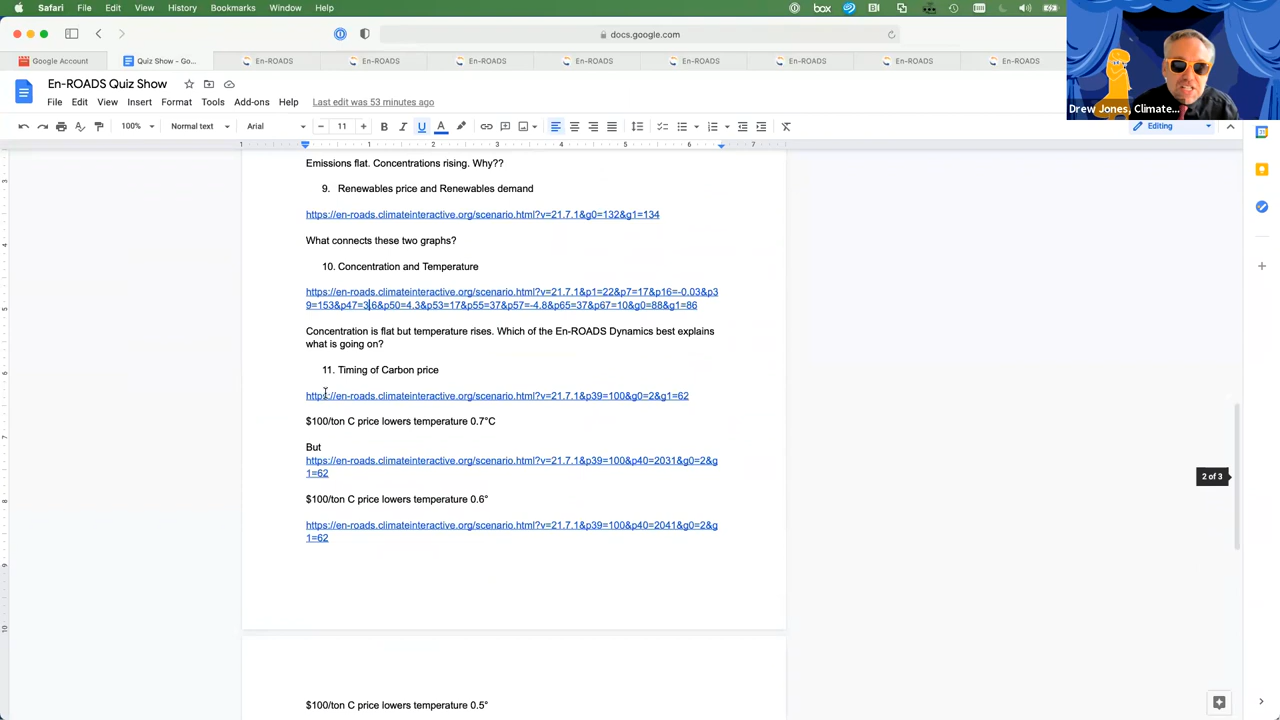 Safari File Edit View History Bookmarks Window Help
box
docs.google.com
Google Account
Quiz Show - Go...
En-ROADS
En-ROADS
En-ROADS
En-ROADS
En-ROADS
En-ROADS
En-ROADS
En-ROADS
En-ROADS Quiz Show
File Edit View Insert Format Tools Add-ons Help Last edit was 53 minutes ago
100% Normal text Arial 11 Editing
Drew Jones, Climate...
1 1 2 3 4 5 6 7
Emissions flat. Concentrations rising. Why??
9. Renewables price and Renewables demand
https://en-roads.climateinteractive.org/scenario.html?v=21.7.1&g0=132&g1=134
What connects these two graphs?
10. Concentration and Temperature
https://en-roads.climateinteractive.org/scenario.html?v=21.7.1&p1=22&p7=17&p16=-0.03&p3
9=153&p47=3.6&p50=4.3&p53=17&p55=37&p57=-4.8&p65=37&p67=10&g0=88&g1=86
Concentration is flat but temperature rises. Which of the En-ROADS Dynamics best explains
what is going on?
11. Timing of Carbon price
https://en-roads.climateinteractive.org/scenario.html?v=21.7.1&p39=100&g0=2&g1=62
$100/ton C price lowers temperature 0.7°C
But
https://en-roads.climateinteractive.org/scenario.html?v=21.7.1&p39=100&p40=2031&g0=2&g
1=62
2 of 3
$100/ton C price lowers temperature 0.6°
https://en-roads.climateinteractive.org/scenario.html?v=21.7.1&p39=100&p40=2041&g0=2&g
1=62
$100/ton C price lowers temperature 0.5°